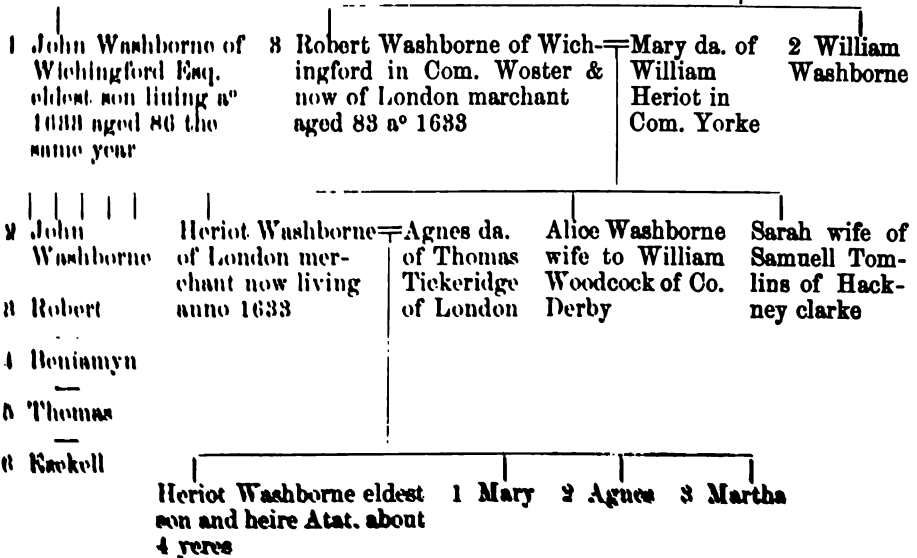 1 John Washborne of
Wichingford Esq.
eldest son liuing aº
1633 aged 86 the
same year
3 Robert Washborne of Wich-
ingford in Com. Woster &
now of London marchant
aged 83 aº 1633
Mary da. of
William
Heriot in
Com. Yorke
2 William
Washborne
2 John
Washborne
3 Robert
4 Beniamyn
5 Thomas
6 Esekell
Heriot Washborne
of London mer-
chant now living
anno 1633
Agnes da.
of Thomas
Tickeridge
of London
Alice Washborne
wife to William
Woodcock of Co.
Derby
Sarah wife of
Samuell Tom-
lins of Hack-
ney clarke
Heriot Washborne eldest
son and heire Atat. about
4 yeres
1 Mary
2 Agnes
3 Martha